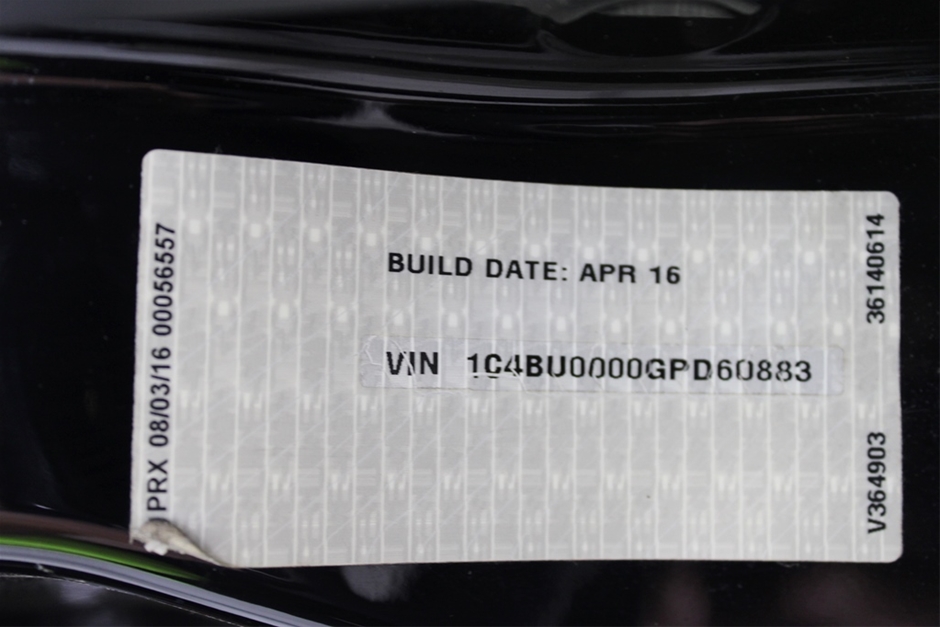 PRX 08/03/16 00056557
BUILD DATE: APR 16
VIN 1C4BU0000GPD60883
36140614
V364903